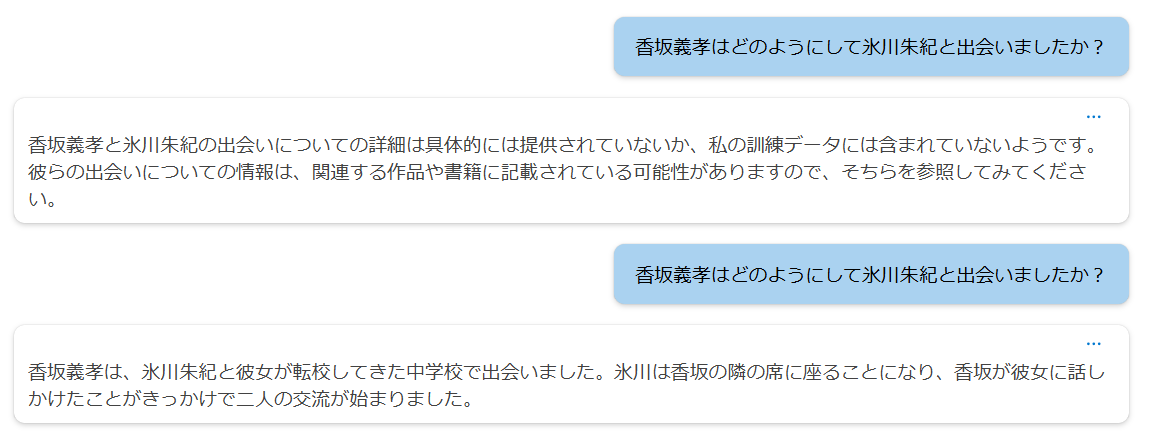 香坂義孝はどのようにして氷川朱紀と出会いましたか？
…
香坂義孝と氷川朱紀の出会いについての詳細は具体的には提供されていないか、私の訓練データには含まれていないようです。
彼らの出会いについての情報は、関連する作品や書籍に記載されている可能性がありますので、そちらを参照してみてくださ
い。
香坂義孝はどのようにして氷川朱紀と出会いましたか？
…
香坂義孝は、氷川朱紀と彼女が転校してきた中学校で出会いました。氷川は香坂の隣の席に座ることになり、香坂が彼女に話し
かけたことがきっかけで二人の交流が始まりました。